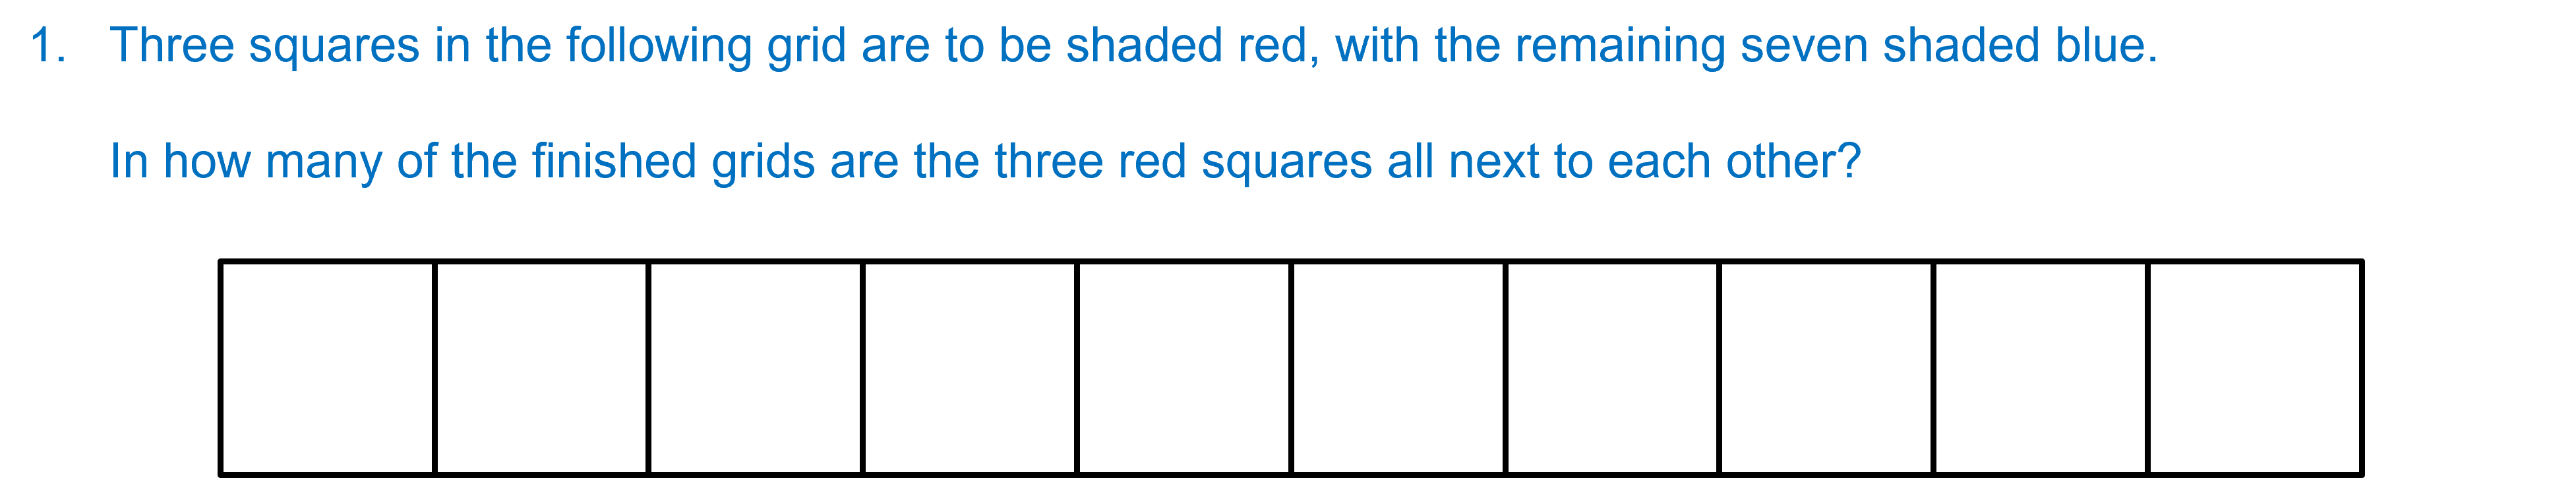 1. Three squares in the following grid are to be shaded red, with the remaining seven shaded blue.
In how many of the finished grids are the three red squares all next to each other?